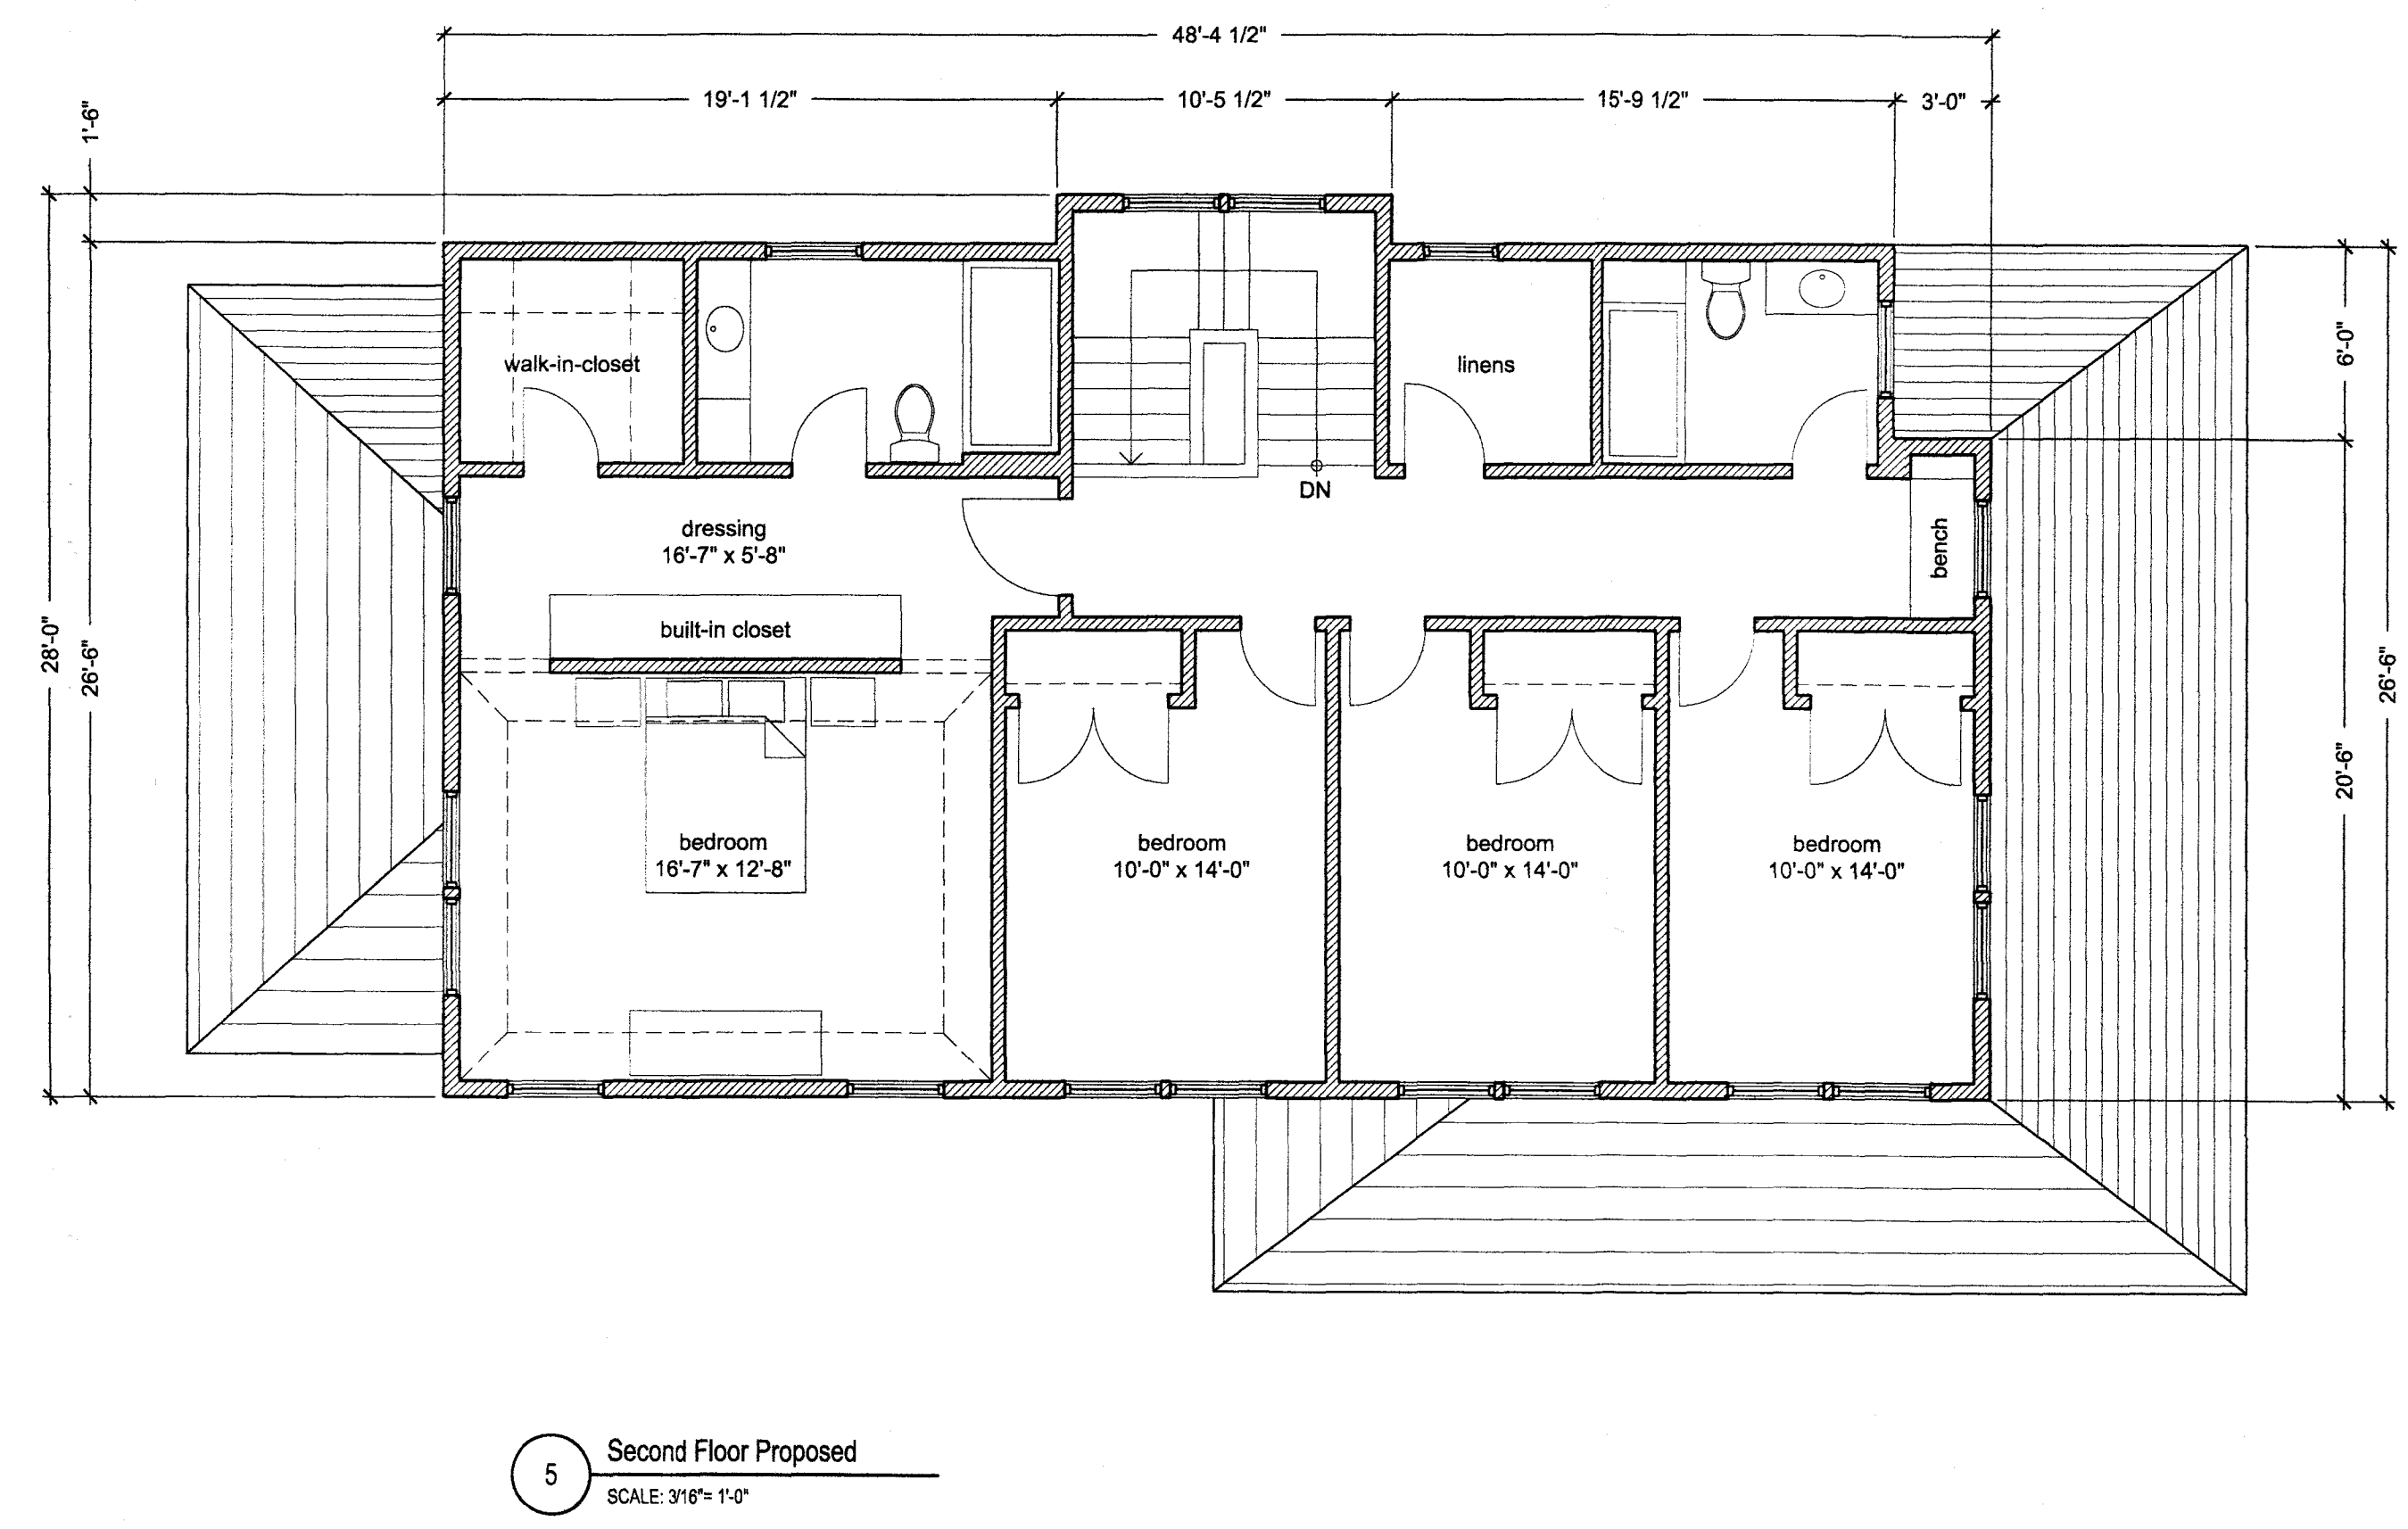 48'-4 1/2"
19'-1 1/2"
10'-5 1/2"
15'-9 1/2"
3'-0"
1'-6"
28'-0"
26'-6"
walk-in-closet
linens
DN
dressing
16'-7" x 5'-8"
built-in closet
bench
bedroom
16'-7" x 12'-8"
bedroom
10'-0" x 14'-0"
bedroom
10'-0" x 14'-0"
bedroom
10'-0" x 14'-0"
6'-0"
20'-6"
26'-6"
5
Second Floor Proposed
SCALE: 3/16"= 1'-0"